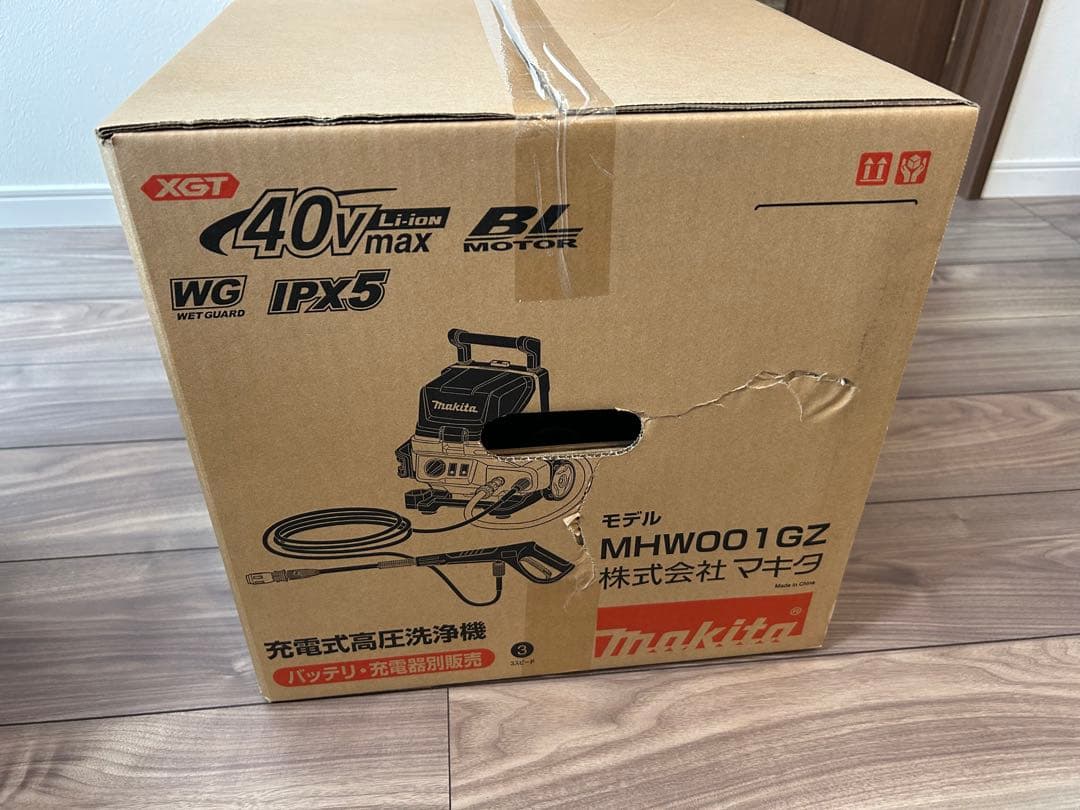 XGT
40Vmax Li-ion
BL MOTOR
WG
WET GUARD
IPX5
makita
モデル
MHW001GZ
株式会社 マキタ
Made in China
makita®
充電式高圧洗浄機
バッテリ・充電器別販売
3
3スピード